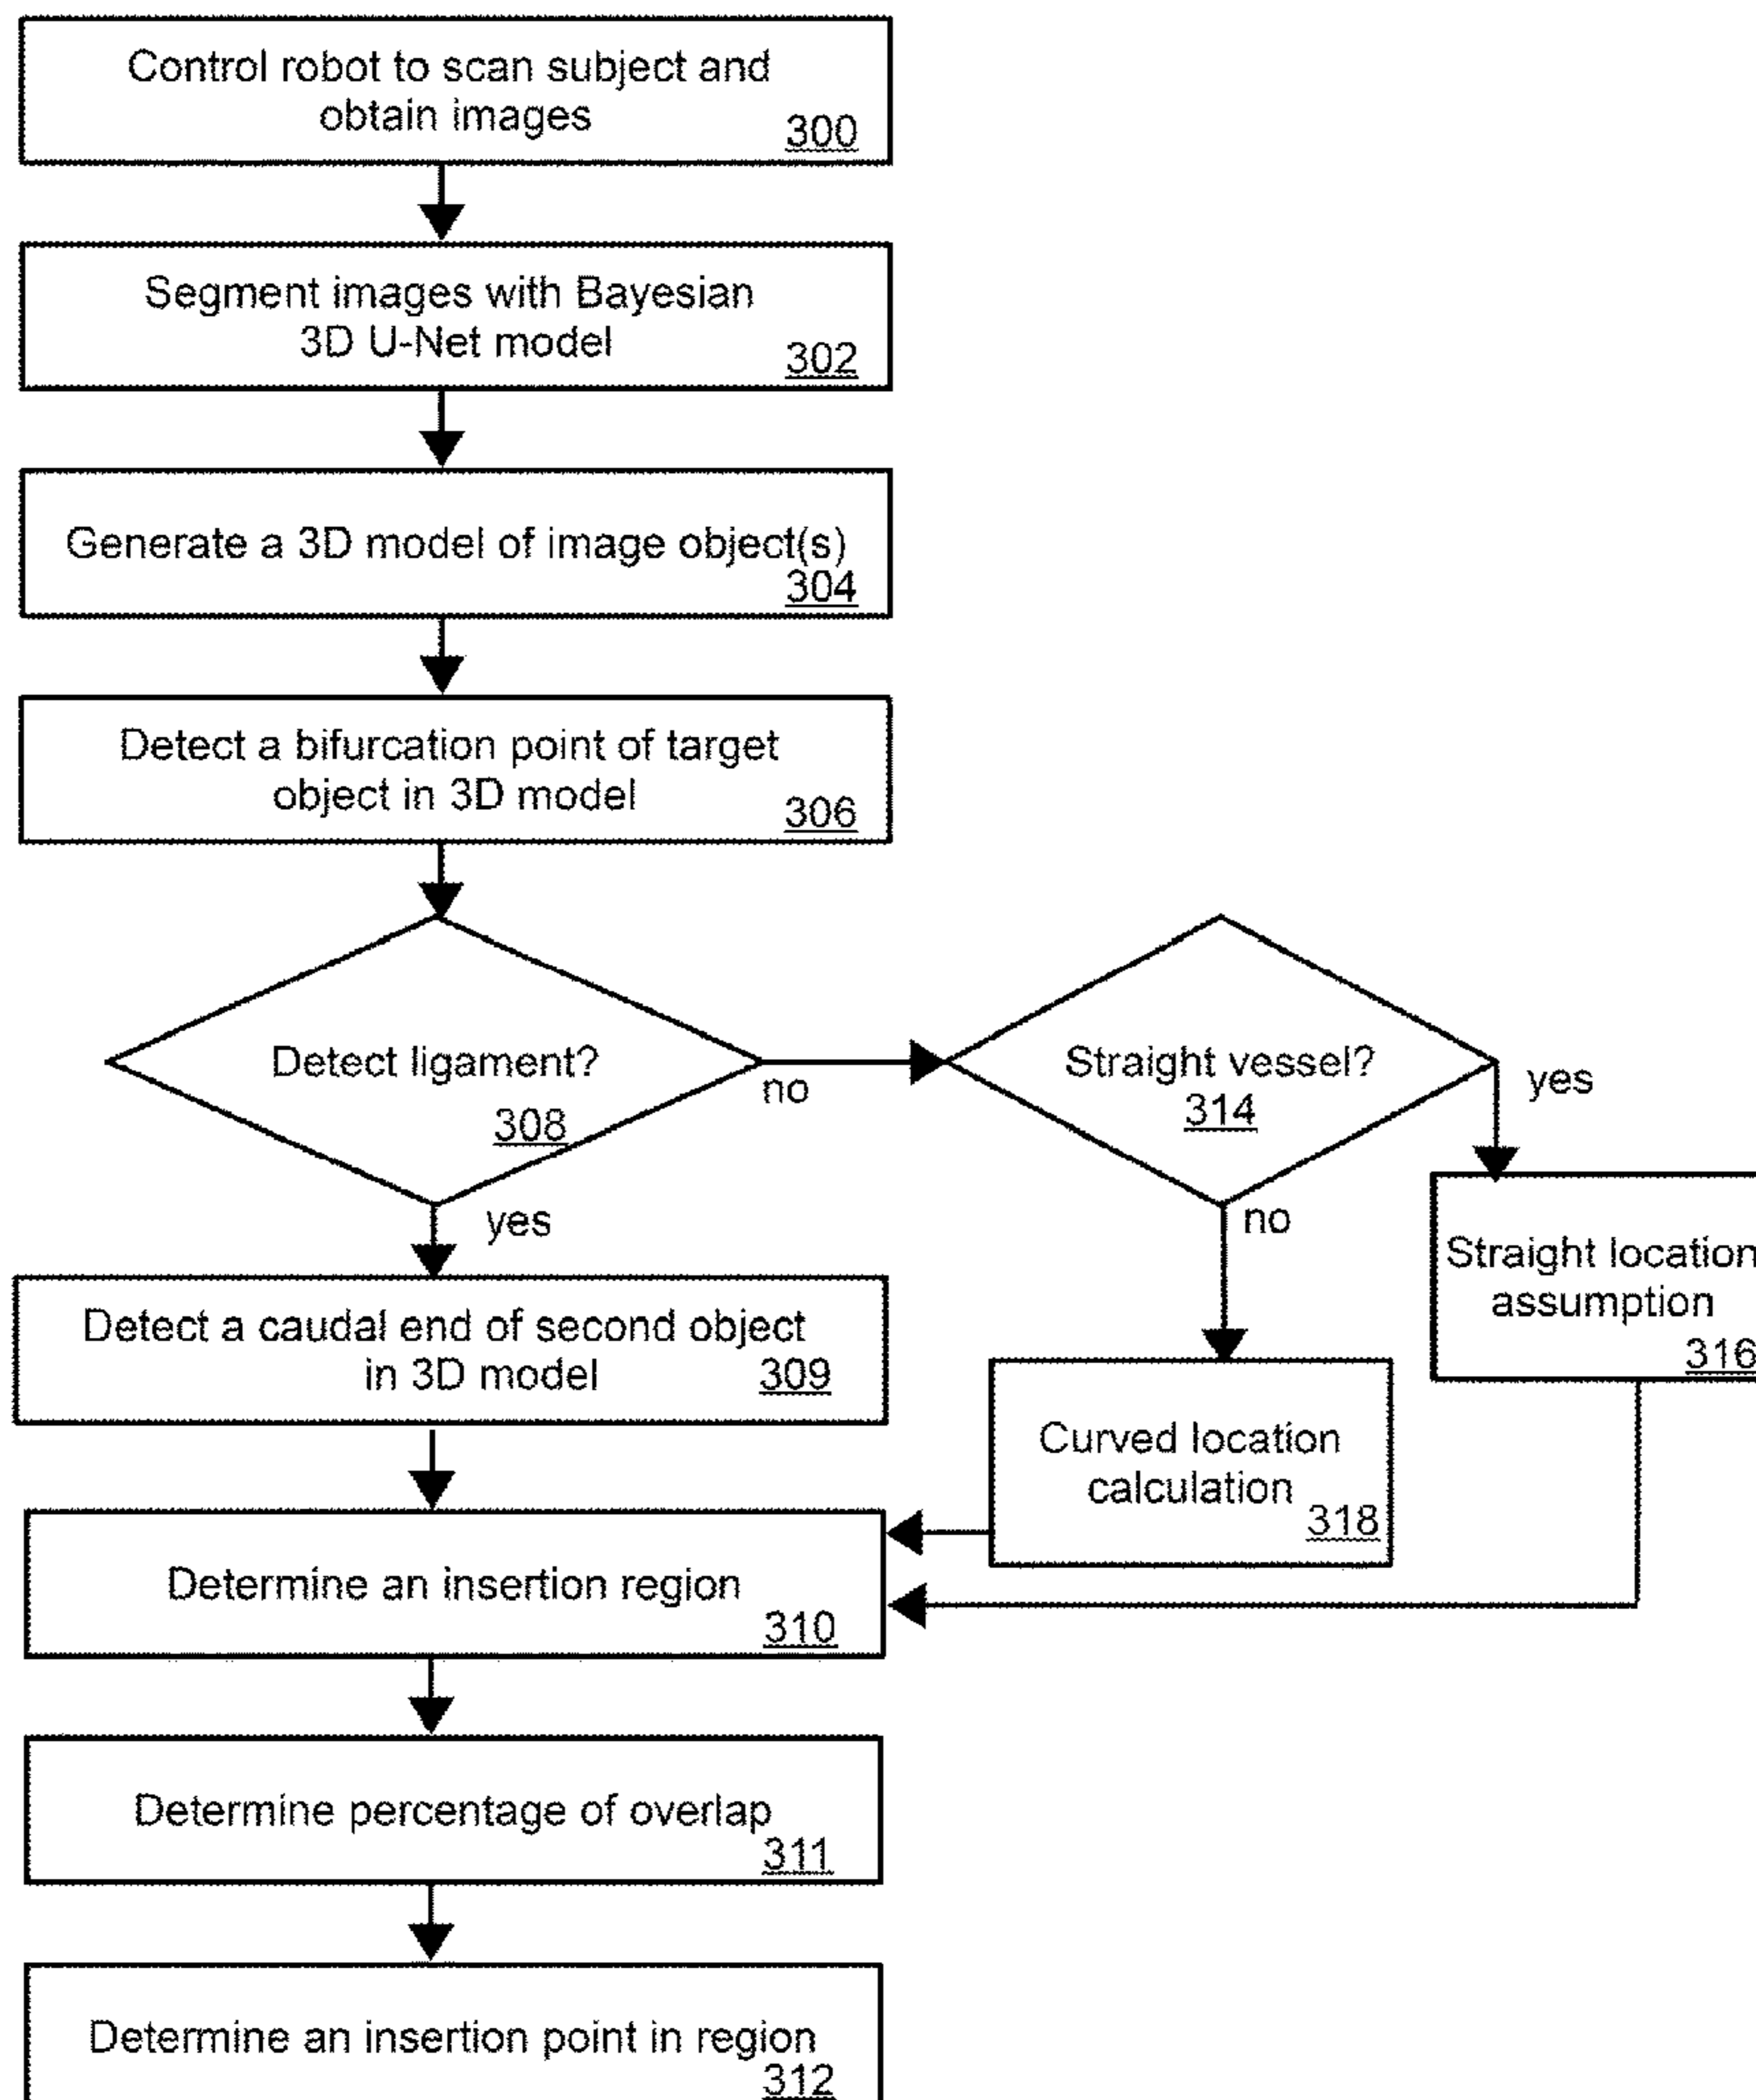 Control robot to scan subject and
obtain images
300
Segment images with Bayesian
3D U-Net model
302
Generate a 3D model of image object(s)
304
Detect a bifurcation point of target
object in 3D model
306
Detect ligament?
308
no
yes
Straight vessel?
314
yes
no
Straight location
assumption
316
Detect a caudal end of second object
in 3D model 309
Curved location
calculation
318
Determine an insertion region
310
Determine percentage of overlap
311
Determine an insertion point in region
312